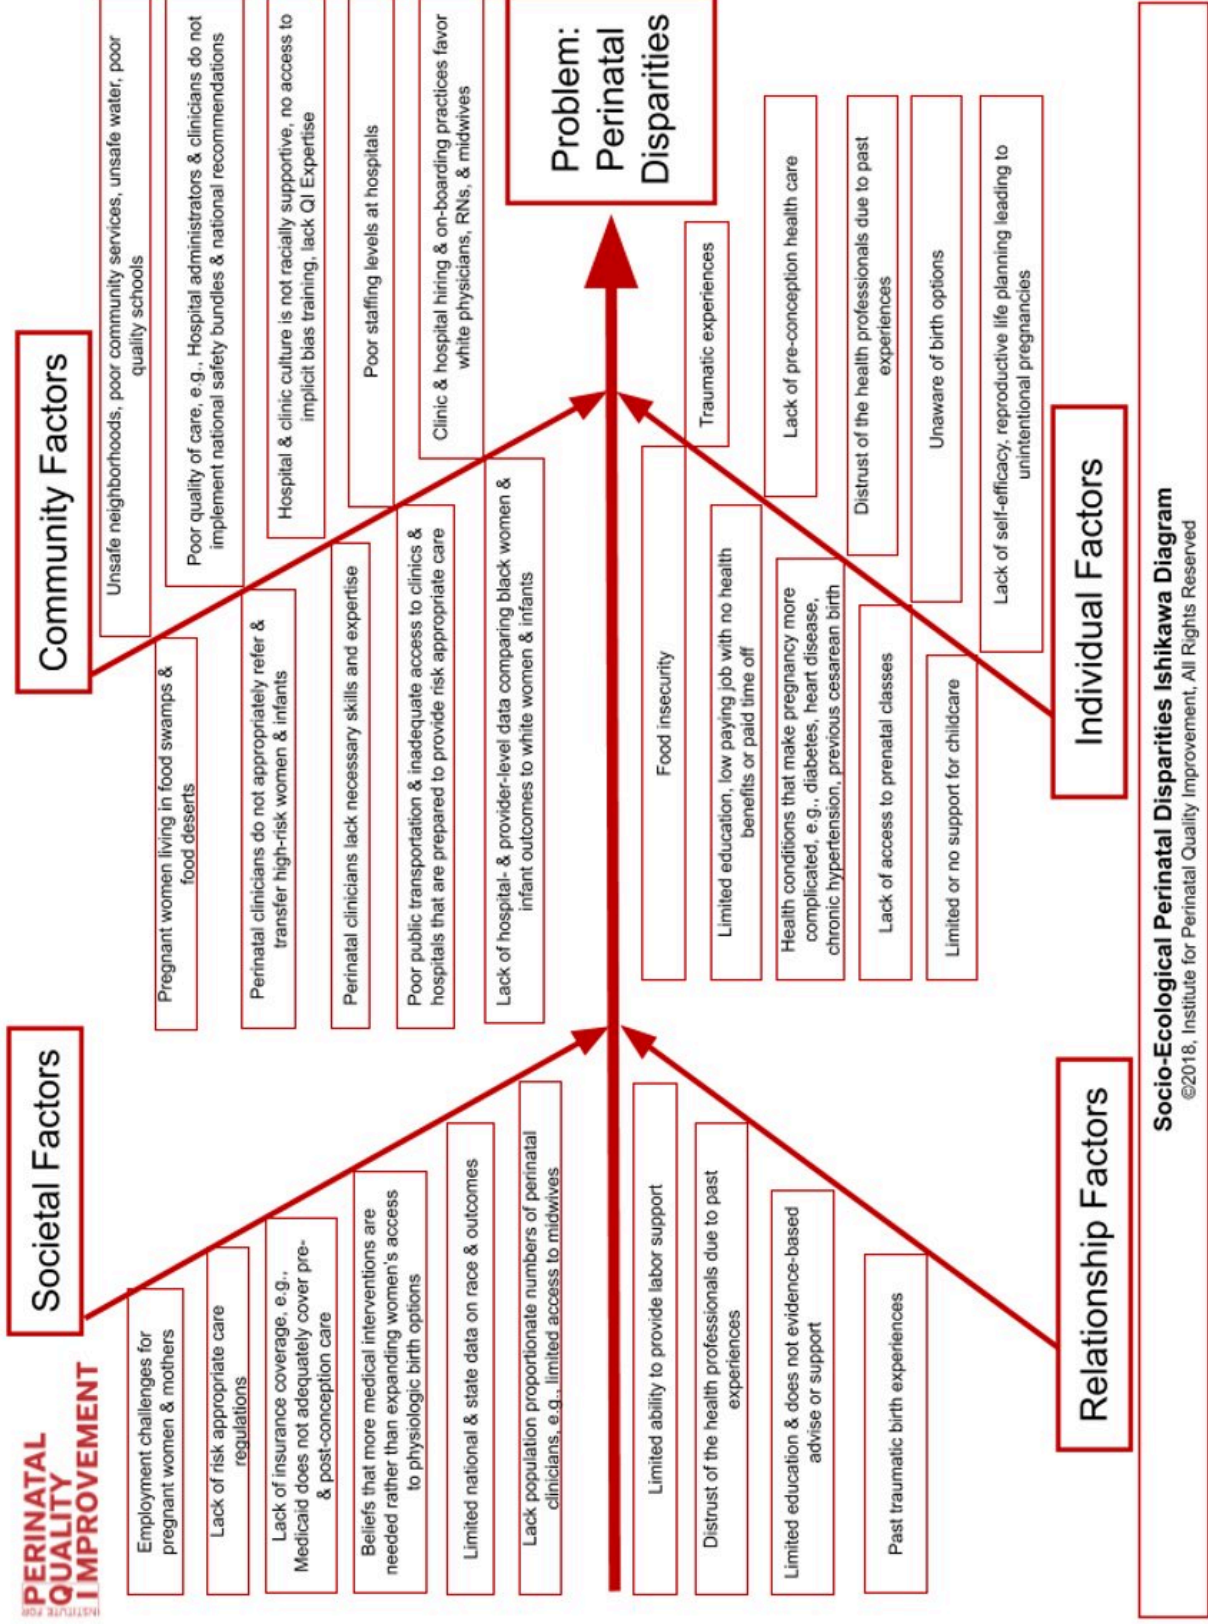 INSTITUTE FOR
PERINATAL
QUALITY
IMPROVEMENT
Societal Factors
Employment challenges for
pregnant women & mothers
Lack of risk appropriate care
regulations
Lack of insurance coverage, e.g.,
Medicaid does not adequately cover pre-
& post-conception care
Beliefs that more medical interventions are
needed rather than expanding women's access
to physiologic birth options
Limited national & state data on race & outcomes
Lack population proportionate numbers of perinatal
clinicians, e.g., limited access to midwives
Community Factors
Pregnant women living in food swamps &
food deserts
Unsafe neighborhoods, poor community services, unsafe water, poor
quality schools
Perinatal clinicians do not appropriately refer &
transfer high-risk women & infants
Poor quality of care, e.g., Hospital administrators & clinicians do not
implement national safety bundles & national recommendations
Perinatal clinicians lack necessary skills and expertise
Hospital & clinic culture is not racially supportive, no access to
implicit bias training, lack QI Expertise
Poor public transportation & inadequate access to clinics &
hospitals that are prepared to provide risk appropriate care
Poor staffing levels at hospitals
Lack of hospital- & provider-level data comparing black women &
infant outcomes to white women & infants
Clinic & hospital hiring & on-boarding practices favor
white physicians, RNs, & midwives
Problem:
Perinatal
Disparities
Limited ability to provide labor support
Distrust of the health professionals due to past
experiences
Limited education & does not evidence-based
advise or support
Past traumatic birth experiences
Relationship Factors
Food insecurity
Traumatic experiences
Limited education, low paying job with no health
benefits or paid time off
Lack of pre-conception health care
Health conditions that make pregnancy more
complicated, e.g., diabetes, heart disease,
chronic hypertension, previous cesarean birth
Distrust of the health professionals due to past
experiences
Lack of access to prenatal classes
Unaware of birth options
Limited or no support for childcare
Lack of self-efficacy, reproductive life planning leading to
unintentional pregnancies
Individual Factors
Socio-Ecological Perinatal Disparities Ishikawa Diagram
©2018, Institute for Perinatal Quality Improvement, All Rights Reserved